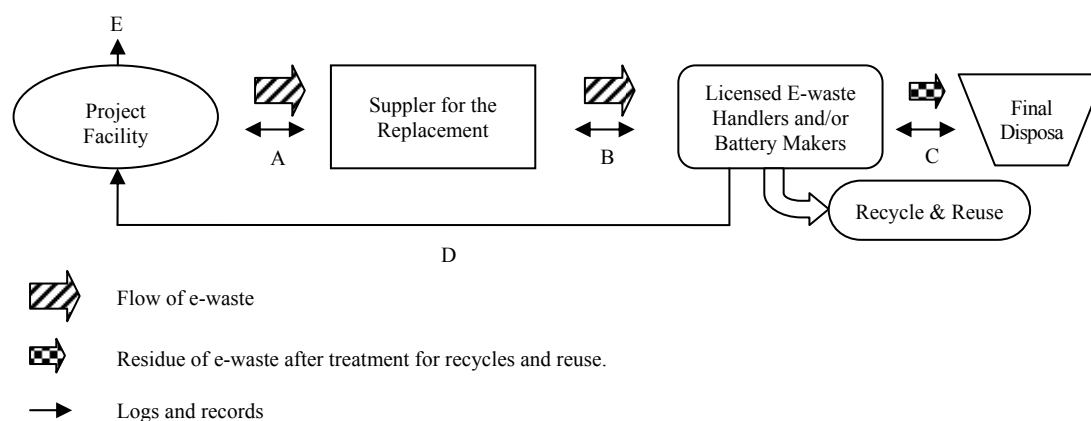 E
Project
Facility
A
Suppler for the
Replacement
B
Licensed E-waste
Handlers and/or
Battery Makers
C
Final
Disposa
Recycle & Reuse
D
Flow of e-waste
Residue of e-waste after treatment for recycles and reuse.
Logs and records